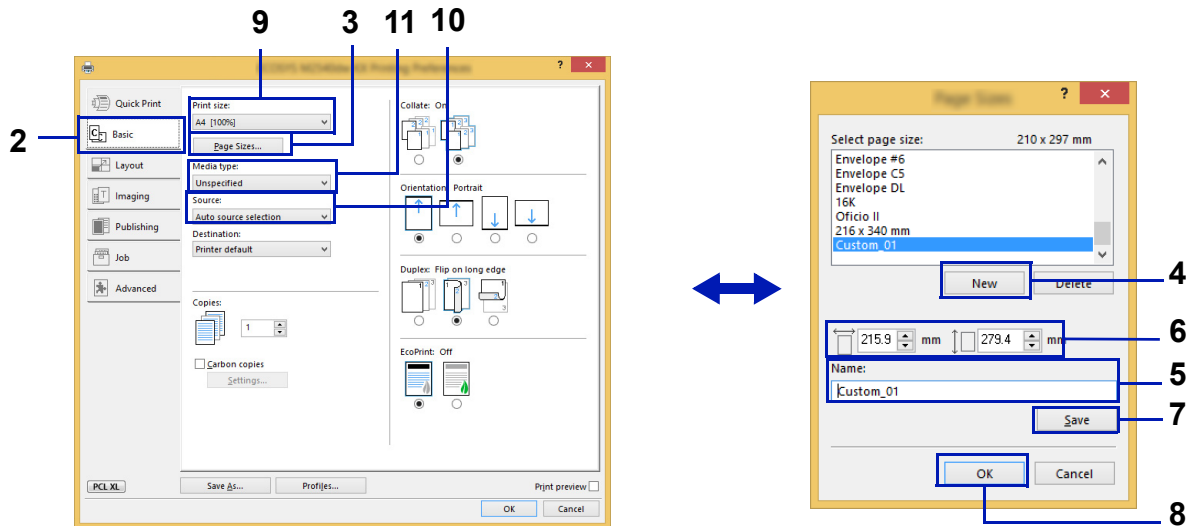 9
3
11
10
?
×
Quick Print
2
Basic
Layout
Imaging
Publishing
Job
Advanced
Print size:
A4 [100%]
Page Sizes...
Media type:
Unspecified
Source:
Auto source selection
Destination:
Printer default
Copies:
1
Carbon copies
Settings...
Collate: On
Orientation: Portrait
Duplex: Flip on long edge
EcoPrint: Off
PCL XL
Save As...
Profiles...
Print preview
OK
Cancel
?
×
Select page size:
210 x 297 mm
Envelope #6
Envelope C5
Envelope DL
16K
Oficio II
216 x 340 mm
Custom_01
New
Delete
4
215.9 mm
279.4 mm
6
Name:
5
Custom_01
Save
7
OK
Cancel
8